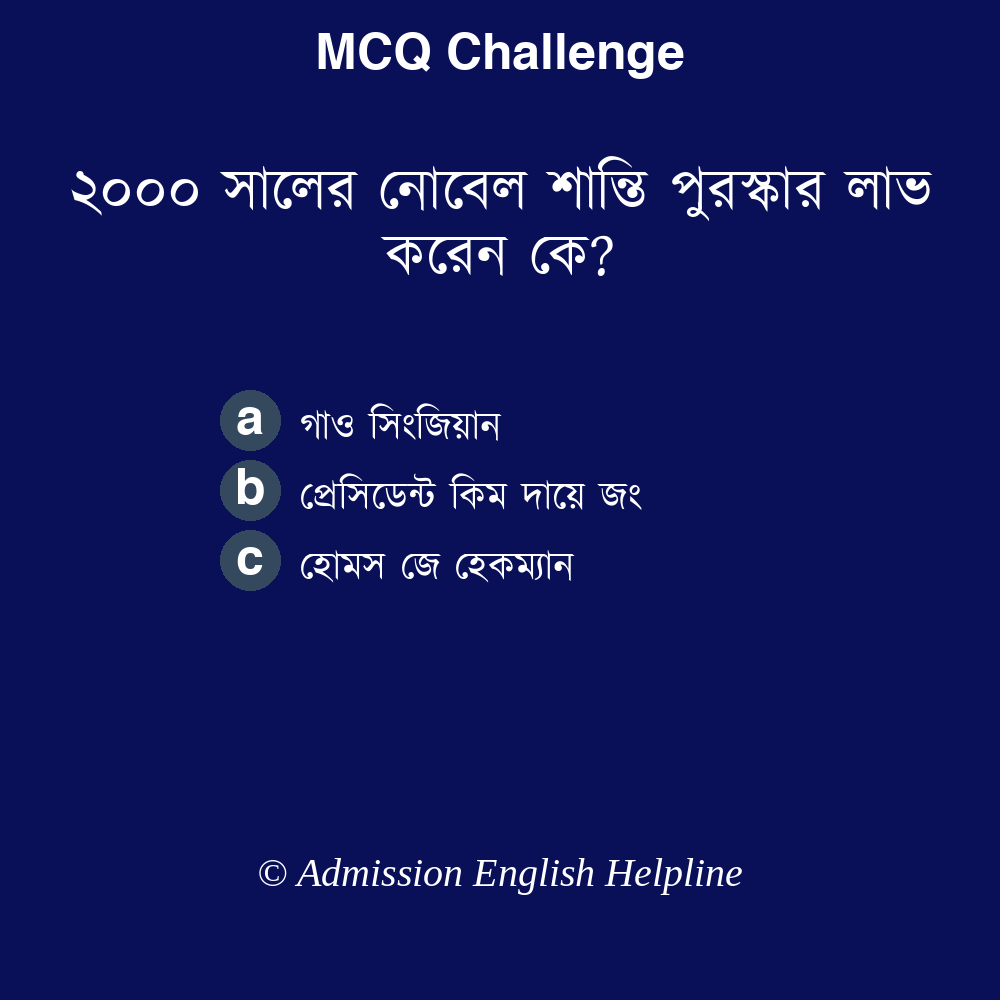 MCQ Challenge
২০০০ সালের নোবেল শান্তি পুরস্কার লাভ
করেন কে?
a গাও সিংজিয়ান
b প্রেসিডেন্ট কিম দায়ে জং
c হোমস জে হেকম্যান
© Admission English Helpline